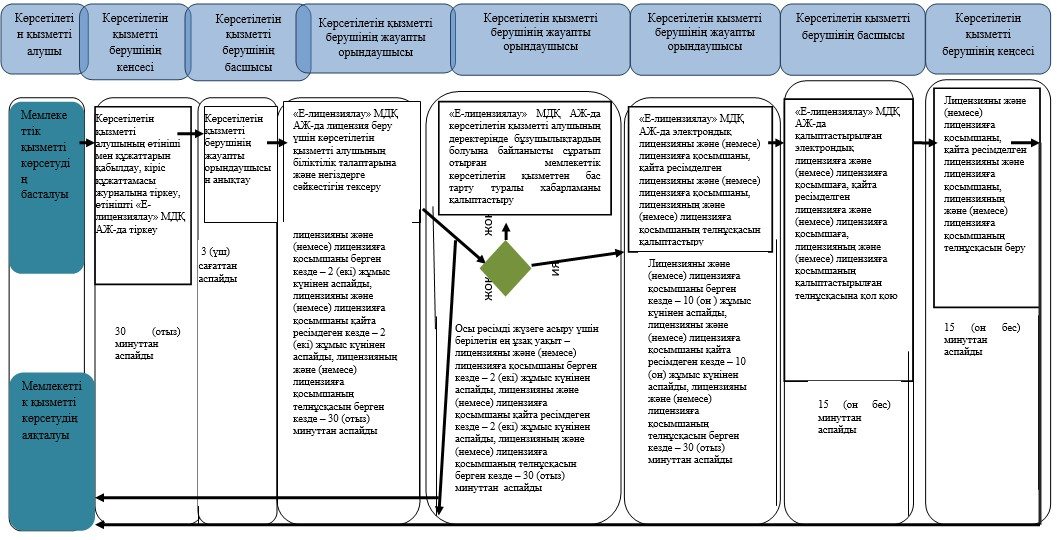 Көрсетілеті
н қызметті
алушы
Көрсетілетін
қызметті
берушінің
кенсесі
Көрсетілетін
қызметті
берушінің
басшысы
Көрсетілетін қызметті
берушінің жауапты
орындаушысы
Көрсетілетін қызметті
берушінің жауапты
орындаушысы
Көрсетілетін қызметті
берушінің жауапты
орындаушысы
Көрсетілетін қызметті
берушінің басшысы
Көрсетілетін
қызметті
берушінің кеңсесі
Мемлеке
ттік
қызметті
көрсетуді
ң
басталуы
Мемлекетті
к қызметті
көрсетудің
аяқталуы
Көрсетілетін
қызметті
алушының өтініші
мен құжаттарын
қабылдау, кіріс
құжаттамасы
журналына тіркеу,
өтінішті «Е-
лицензиялау» МДҚ
АЖ-да тіркеу
30 (отыз)
минуттан
аспайды
Көрсетілетін
қызметті
берушінің
жауапты
орындаушысы
н анықтау
3 (үш)
сағаттан
аспайды
«Е-лицензиялау» МДҚ
АЖ-да лицензия беру
үшін көрсетілетін
қызметті алушының
біліктілік талаптарына
және негіздерге
сәйкестігін тексеру
лицензияны және
(немесе) лицензияға
қосымшаны берген
кезде – 2 (екі) жұмыс
күнінен аспайды,
лицензияны және
(немесе) лицензияға
қосымшаны қайта
ресімдеген кезде – 2
(екі) жұмыс күнінен
аспайды, лицензияның
және (немесе)
лицензияға
қосымшаның
телнұсқасын берген
кезде – 30 (отыз)
минуттан аспайды
«Е-лицензиялау» МДҚ АЖ-да
көрсетілетін қызметті алушының
деректерінде бұзушылықтардың
болуына байланысты сұратып
отырған мемлекеттік
көрсетілетін қызметтен бас
тарту туралы хабарламаны
қалыптастыру
жоқ
жоқ
ия
Осы рәсімді жүзеге асыру үшін
берілетін ең ұзақ уақыт –
лицензияны және (немесе)
лицензияға қосымшаны берген
кезде – 2 (екі) жұмыс күнінен
аспайды, лицензияны және
(немесе) лицензияға
қосымшаны қайта ресімдеген
кезде – 2 (екі) жұмыс күнінен
аспайды, лицензияның және
(немесе) лицензияға
қосымшаның телнұсқасын
берген кезде – 30 (отыз)
минуттан аспайды
«Е-лицензиялау» МДҚ
АЖ-да электрондық
лицензияны және (немесе)
лицензияға қосымшаны,
қайта ресімделген
лицензияны және (немесе)
лицензияға қосымшаны,
лицензияның және
(немесе) лицензияға
қосымшаның телнұсқасын
қалыптастыру
Лицензияны және
(немесе) лицензияға
қосымшаны берген
кезде – 10 (он ) жұмыс
күнінен аспайды,
лицензияны және
(немесе) лицензияға
қосымшаны қайта
ресімдеген кезде – 10
(он) жұмыс күнінен
аспайды, лицензияны
және (немесе)
лицензияға
қосымшаның
телнұсқасын берген
кезде – 30 (отыз)
минуттан аспайды
«Е-лицензиялау» МДҚ
АЖ-да
қалыптастырылған
электрондық
лицензияға және
(немесе) лицензияға
қосымшаға, қайта
ресімделген
лицензияға және
(немесе) лицензияға
қосымшаға,
лицензияның және
(немесе) лицензияға
қосымшаның
қалыптастырылған
телнұсқасына қол қою
15 (он бес)
минуттан
аспайды
Лицензияны және
(немесе)
лицензияға
қосымшаны,
қайта ресімделген
лицензияны және
(немесе)
лицензияға
қосымшаны,
лицензияның
және (немесе)
лицензияға
қосымшаның
телнұсқасын беру
15 (он бес)
минуттан
аспайды